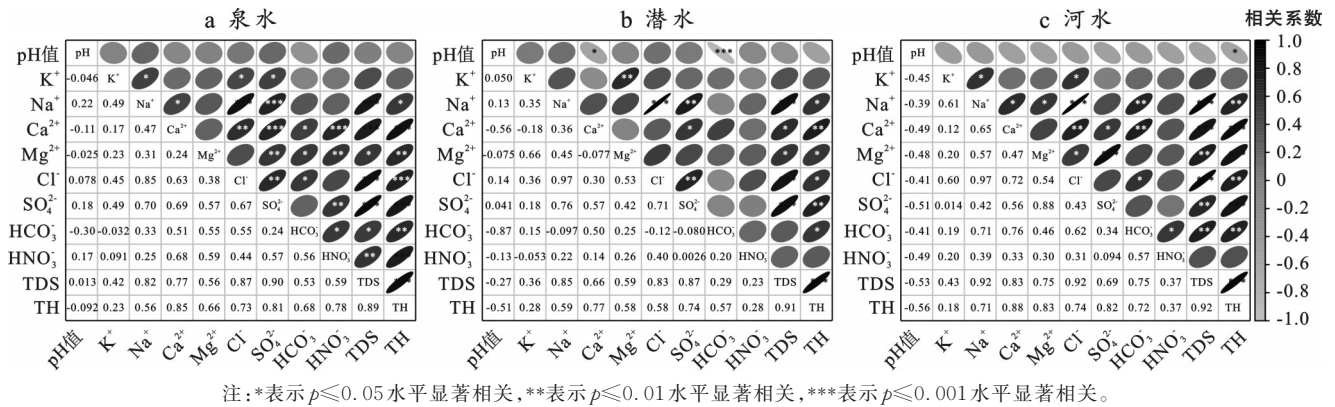 a 泉水 b 潜水 c 河水 相关系数
pH值 pH pH值 pH * *** pH值 pH * 1.0
K⁺ -0.046 K⁺ * * * K⁺ 0.050 K⁺ ** K⁺ -0.45 K⁺ * * 0.8
Na⁺ 0.22 0.49 Na⁺ * *** *** *** * Na⁺ 0.13 0.35 Na⁺ *** ** *** ** Na⁺ -0.39 0.61 Na⁺ * * *** ** *** ** 0.6
Ca²⁺ -0.11 0.17 0.47 Ca²⁺ ** *** * *** *** *** Ca²⁺ -0.56 -0.18 0.36 Ca²⁺ * * ** Ca²⁺ -0.49 0.12 0.65 Ca²⁺ ** * ** *** *** 0.4
Mg²⁺ -0.025 0.23 0.31 0.24 Mg²⁺ ** * ** * ** Mg²⁺ -0.075 0.66 0.45 -0.077 Mg²⁺ * * Mg²⁺ -0.48 0.20 0.57 0.47 Mg²⁺ * *** ** *** 0.2
Cl⁻ 0.078 0.45 0.85 0.63 0.38 Cl⁻ ** * *** *** Cl⁻ 0.14 0.36 0.97 0.30 0.53 Cl⁻ ** *** * Cl⁻ -0.41 0.60 0.97 0.72 0.54 Cl⁻ * *** ** 0
SO₄²⁻ 0.18 0.49 0.70 0.69 0.57 0.67 SO₄²⁻ ** *** *** SO₄²⁻ 0.041 0.18 0.76 0.57 0.42 0.71 SO₄²⁻ *** ** SO₄²⁻ -0.51 0.014 0.42 0.56 0.88 0.43 SO₄²⁻ ** *** -0.2
HCO₃⁻ -0.30 -0.032 0.33 0.51 0.55 0.55 0.24 HCO₃⁻ * * ** HCO₃⁻ -0.87 0.15 -0.097 0.50 0.25 -0.12 -0.080 HCO₃⁻ * HCO₃⁻ -0.41 0.19 0.71 0.76 0.46 0.62 0.34 HCO₃⁻ * ** ** -0.4
HNO₃⁻ 0.17 0.091 0.25 0.68 0.59 0.44 0.57 0.56 HNO₃⁻ ** *** HNO₃⁻ -0.13 -0.053 0.22 0.14 0.26 0.40 0.0026 0.20 HNO₃⁻ HNO₃⁻ -0.49 0.20 0.39 0.33 0.30 0.31 0.094 0.57 HNO₃⁻ -0.6
TDS 0.013 0.42 0.82 0.77 0.56 0.87 0.90 0.53 0.59 TDS *** TDS -0.27 0.36 0.85 0.66 0.59 0.83 0.87 0.29 0.23 TDS *** TDS -0.53 0.43 0.92 0.83 0.75 0.92 0.69 0.75 0.37 TDS *** -0.8
TH -0.092 0.23 0.56 0.85 0.66 0.73 0.81 0.68 0.78 0.89 TH TH -0.51 0.28 0.59 0.77 0.58 0.58 0.74 0.57 0.28 0.91 TH TH -0.56 0.18 0.71 0.88 0.83 0.74 0.82 0.72 0.37 0.92 TH -1.0
pH值 K⁺ Na⁺ Ca²⁺ Mg²⁺ Cl⁻ SO₄²⁻ HCO₃⁻ HNO₃⁻ TDS TH pH值 K⁺ Na⁺ Ca²⁺ Mg²⁺ Cl⁻ SO₄²⁻ HCO₃⁻ HNO₃⁻ TDS TH pH值 K⁺ Na⁺ Ca²⁺ Mg²⁺ Cl⁻ SO₄²⁻ HCO₃⁻ HNO₃⁻ TDS TH
注:*表示p≤0.05水平显著相关,**表示p≤0.01水平显著相关,***表示p≤0.001水平显著相关。